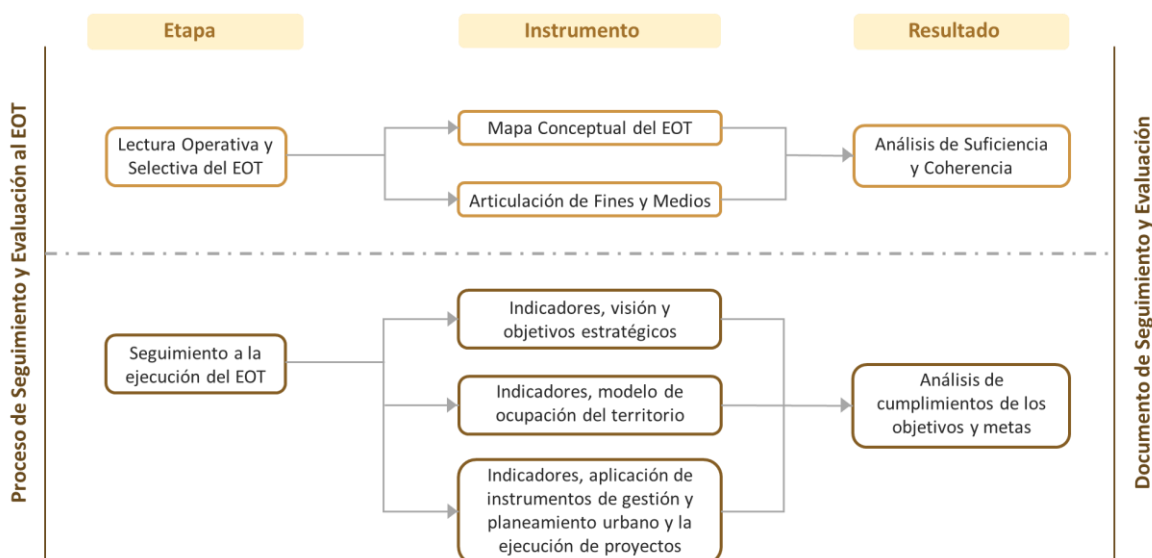 Etapa
Instrumento
Resultado
Proceso de Seguimiento y Evaluación al EOT
Lectura Operativa y
Selectiva del EOT
Mapa Conceptual del EOT
Articulación de Fines y Medios
Análisis de Suficiencia
y Coherencia
Seguimiento a la
ejecución del EOT
Indicadores, visión y
objetivos estratégicos
Indicadores, modelo de
ocupación del territorio
Indicadores, aplicación de
instrumentos de gestión y
planeamiento urbano y la
ejecución de proyectos
Análisis de
cumplimientos de los
objetivos y metas
Documento de Seguimiento y Evaluación